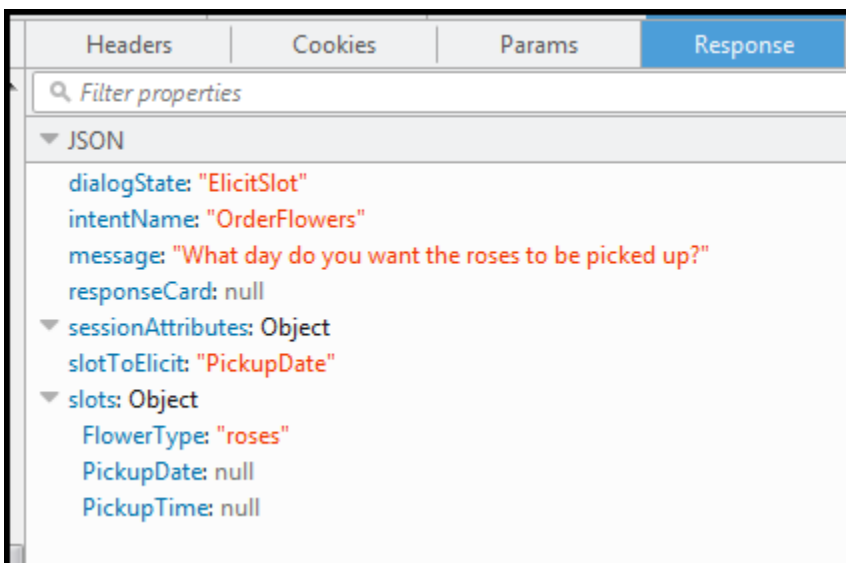 Headers Cookies Params Response
Filter properties
JSON
dialogState: "ElicitSlot"
intentName: "OrderFlowers"
message: "What day do you want the roses to be picked up?"
responseCard: null
sessionAttributes: Object
slotToElicit: "PickupDate"
slots: Object
FlowerType: "roses"
PickupDate: null
PickupTime: null